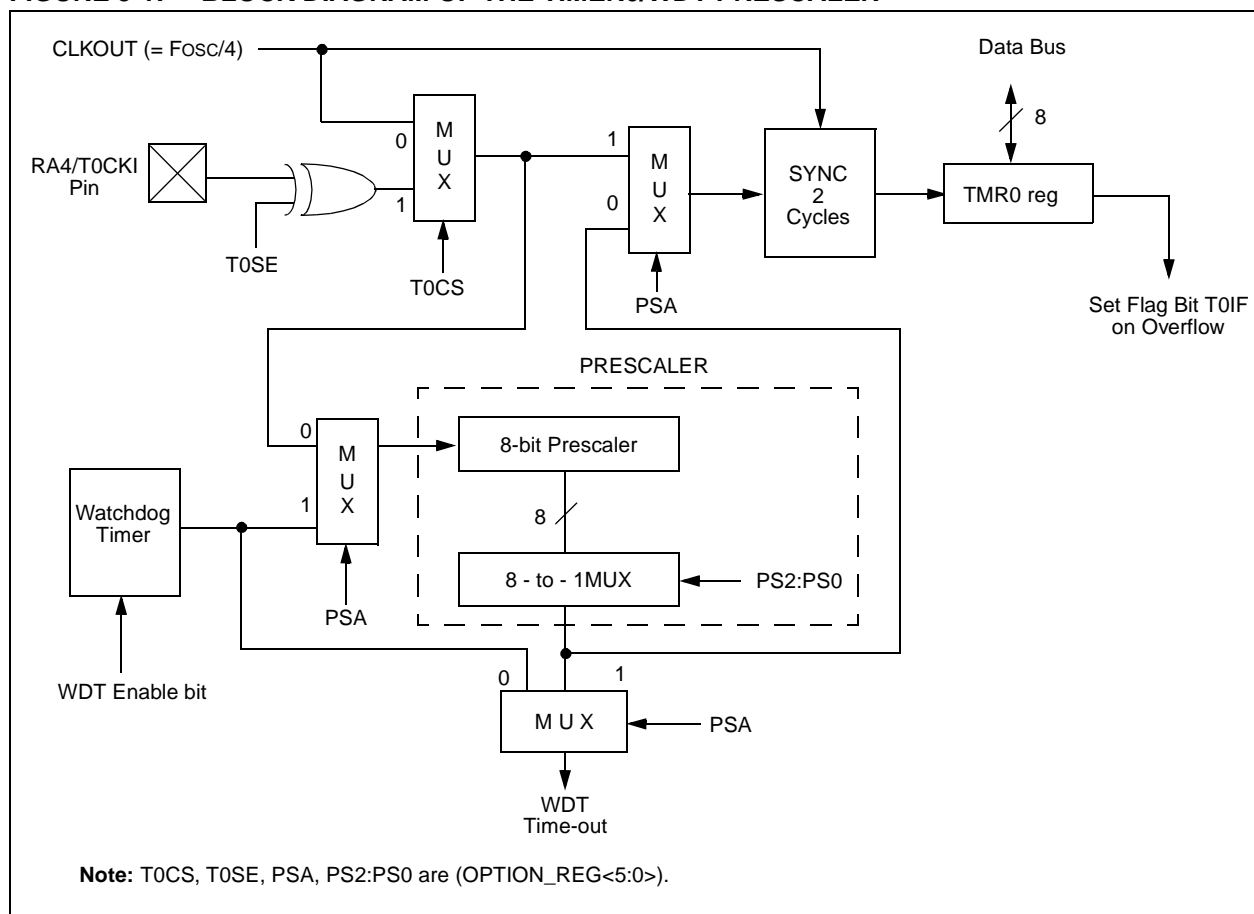 CLKOUT (= FOSC/4)
Data Bus
8
M
U
X
0
1
RA4/T0CKI
Pin
T0SE
T0CS
1
0
M
U
X
PSA
SYNC
2
Cycles
TMR0 reg
Set Flag Bit T0IF
on Overflow
PRESCALER
0
1
M
U
X
PSA
8-bit Prescaler
8
8 - to - 1MUX
PS2:PS0
Watchdog
Timer
WDT Enable bit
0
1
M U X
PSA
WDT
Time-out
Note: T0CS, T0SE, PSA, PS2:PS0 are (OPTION_REG<5:0>).